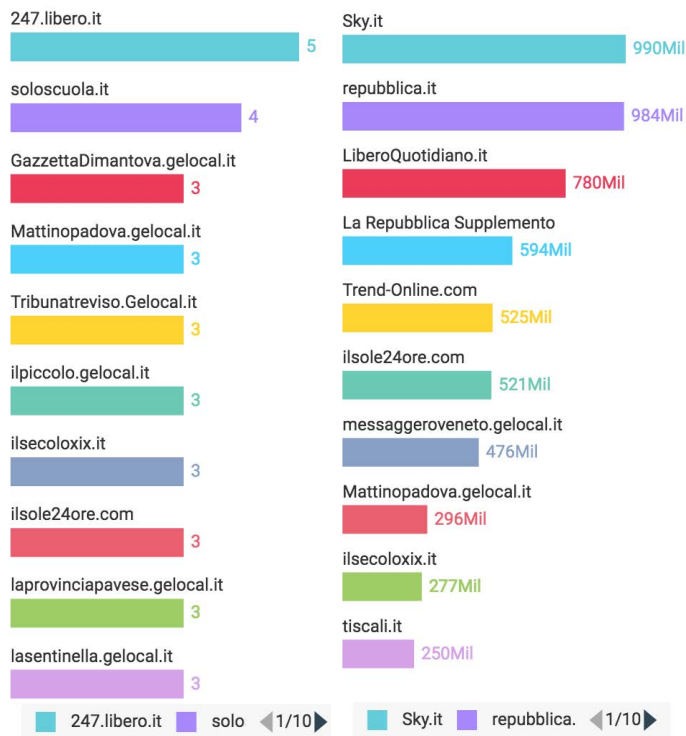 247.libero.it
5
soloscuola.it
4
GazzettaDimantova.gelocal.it
3
Mattinopadova.gelocal.it
3
Tribunatreviso.Gelocal.it
3
ilpiccolo.gelocal.it
3
ilsecoloxix.it
3
ilsole24ore.com
3
laprovinciapavese.gelocal.it
3
lasentinella.gelocal.it
3
247.libero.it solo 1/10
Sky.it
990Mil
repubblica.it
984Mil
LiberoQuotidiano.it
780Mil
La Repubblica Supplemento
594Mil
Trend-Online.com
525Mil
ilsole24ore.com
521Mil
messaggeroveneto.gelocal.it
476Mil
Mattinopadova.gelocal.it
296Mil
ilsecoloxix.it
277Mil
tiscali.it
250Mil
Sky.it repubblica. 1/10